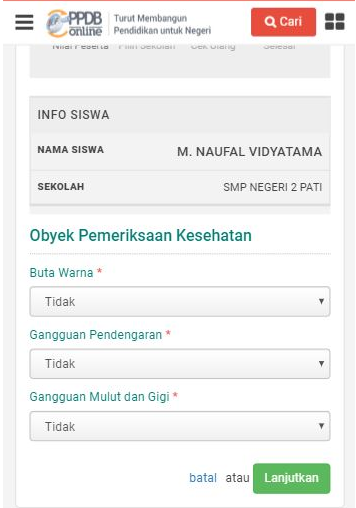 PPDB online
Turut Membangun
Pendidikan untuk Negeri
Cari
Nilai Peserta Pilih Sekolah Cek Ulang Selesai
INFO SISWA
NAMA SISWA M. NAUFAL VIDYATAMA
SEKOLAH SMP NEGERI 2 PATI
Obyek Pemeriksaan Kesehatan
Buta Warna *
Tidak
Gangguan Pendengaran *
Tidak
Gangguan Mulut dan Gigi *
Tidak
batal atau Lanjutkan